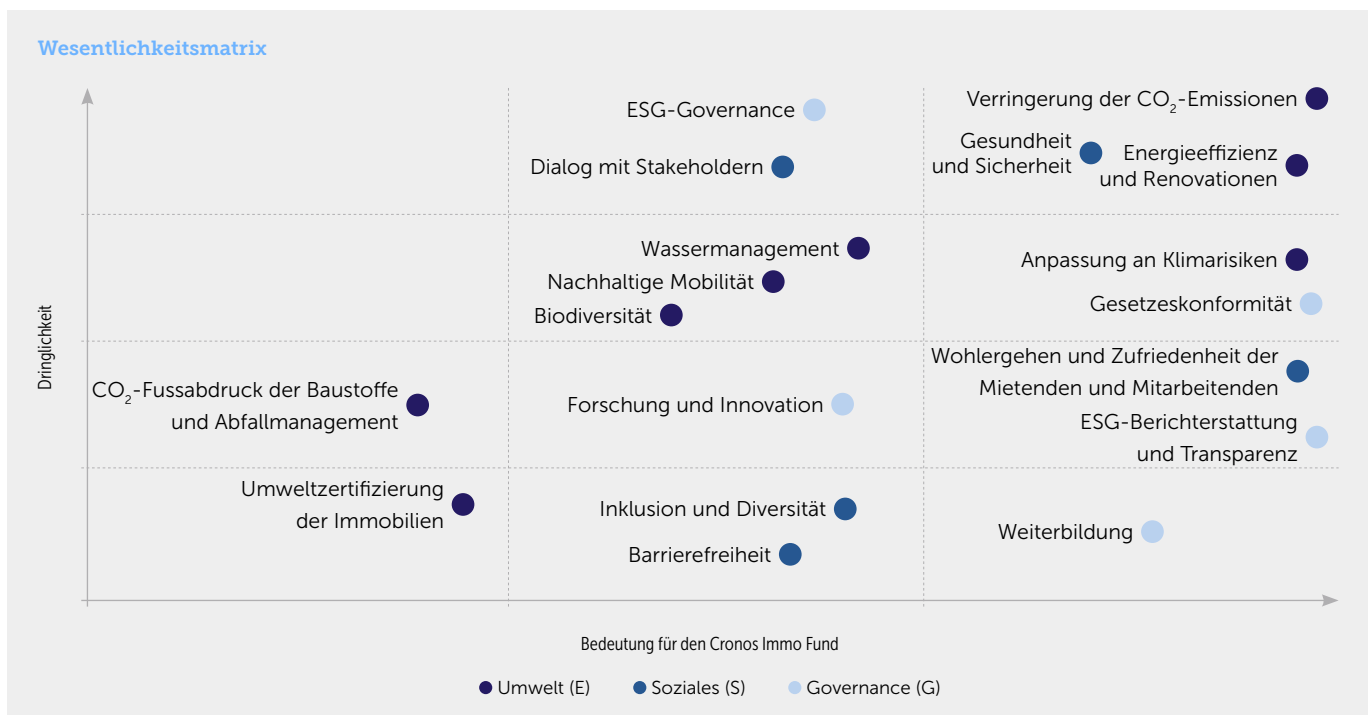 Wesentlichkeitsmatrix
ESG-Governance
Verringerung der CO₂-Emissionen
Dialog mit Stakeholdern
Gesundheit
und Sicherheit
Energieeffizienz
und Renovationen
Wassermanagement
Nachhaltige Mobilität
Biodiversität
Anpassung an Klimarisiken
Gesetzeskonformität
Dringlichkeit
CO₂-Fussabdruck der Baustoffe
und Abfallmanagement
Forschung und Innovation
Wohlergehen und Zufriedenheit der
Mietenden und Mitarbeitenden
ESG-Berichterstattung
und Transparenz
Umweltzertifizierung
der Immobilien
Inklusion und Diversität
Barrierefreiheit
Weiterbildung
Bedeutung für den Cronos Immo Fund
Umwelt (E)
Soziales (S)
Governance (G)